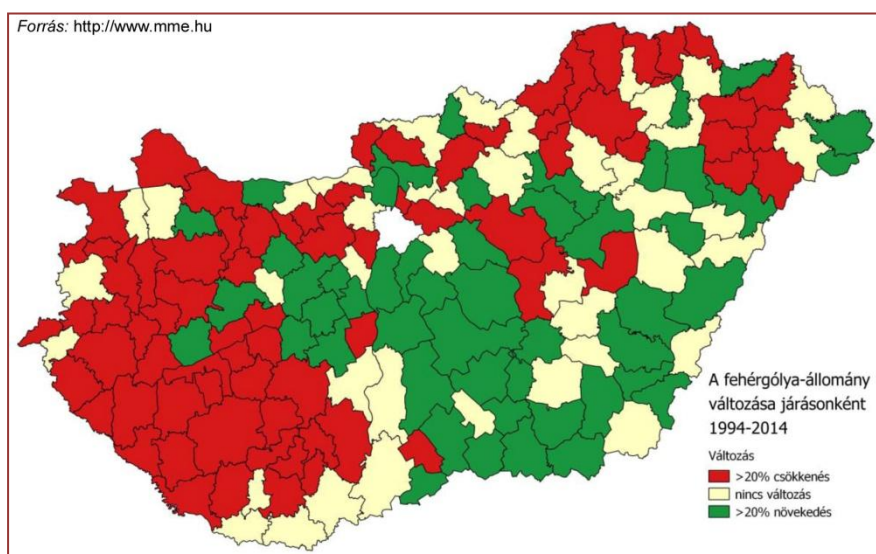 Forrás: http://www.mme.hu
A fehérgólya-állomány
változása járásonként
1994-2014
Változás
>20% csökkenés
nincs változás
>20% növekedés